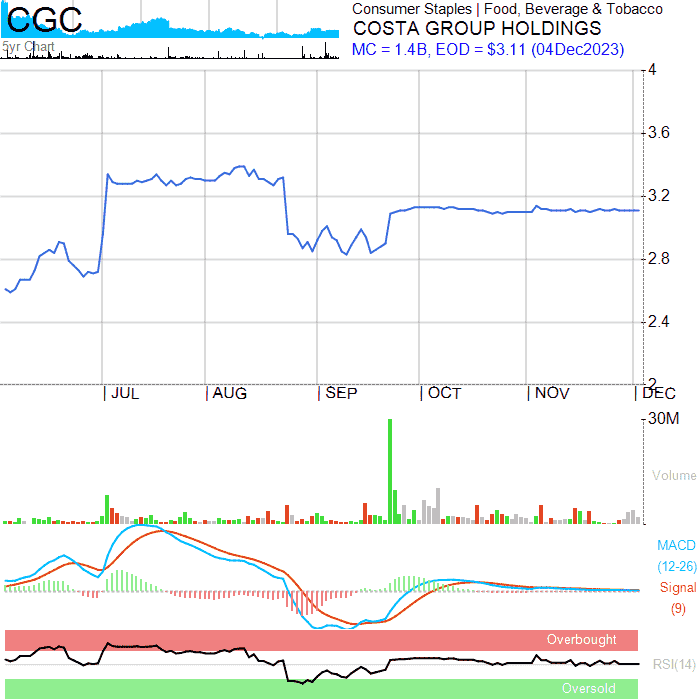 CGC
5yr Chart
Consumer Staples | Food, Beverage & Tobacco
COSTA GROUP HOLDINGS
MC = 1.4B, EOD = $3.11 (04Dec2023)
4
3.6
3.2
2.8
2.4
2
JUL AUG SEP OCT NOV DEC
30M
Volume
MACD
(12-26)
Signal
(9)
Overbought
RSI(14)
Oversold